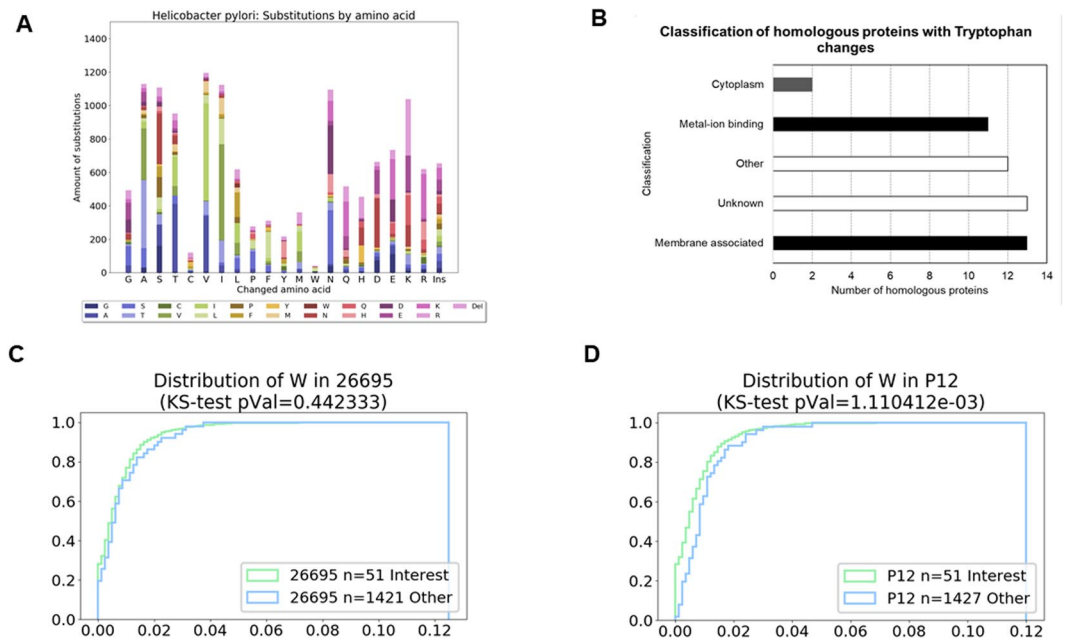 A
Helicobacter pylori: Substitutions by amino acid
Amount of substitutions
1400
1200
1000
800
600
400
200
0
G A S T C V I L P F Y M W N Q H D E K R Ins
Changed amino acid
G S C I P Y W Q D K Del
A T V L F M N H E R
B
Classification of homologous proteins with Tryptophan
changes
Classification
Cytoplasm
Metal-ion binding
Other
Unknown
Membrane associated
0 2 4 6 8 10 12 14
Number of homologous proteins
C
Distribution of W in 26695
(KS-test pVal=0.442333)
1.0
0.8
0.6
0.4
0.2
0.0
26695 n=51 Interest
26695 n=1421 Other
0.00 0.02 0.04 0.06 0.08 0.10 0.12
D
Distribution of W in P12
(KS-test pVal=1.110412e-03)
1.0
0.8
0.6
0.4
0.2
0.0
P12 n=51 Interest
P12 n=1427 Other
0.00 0.02 0.04 0.06 0.08 0.10 0.12